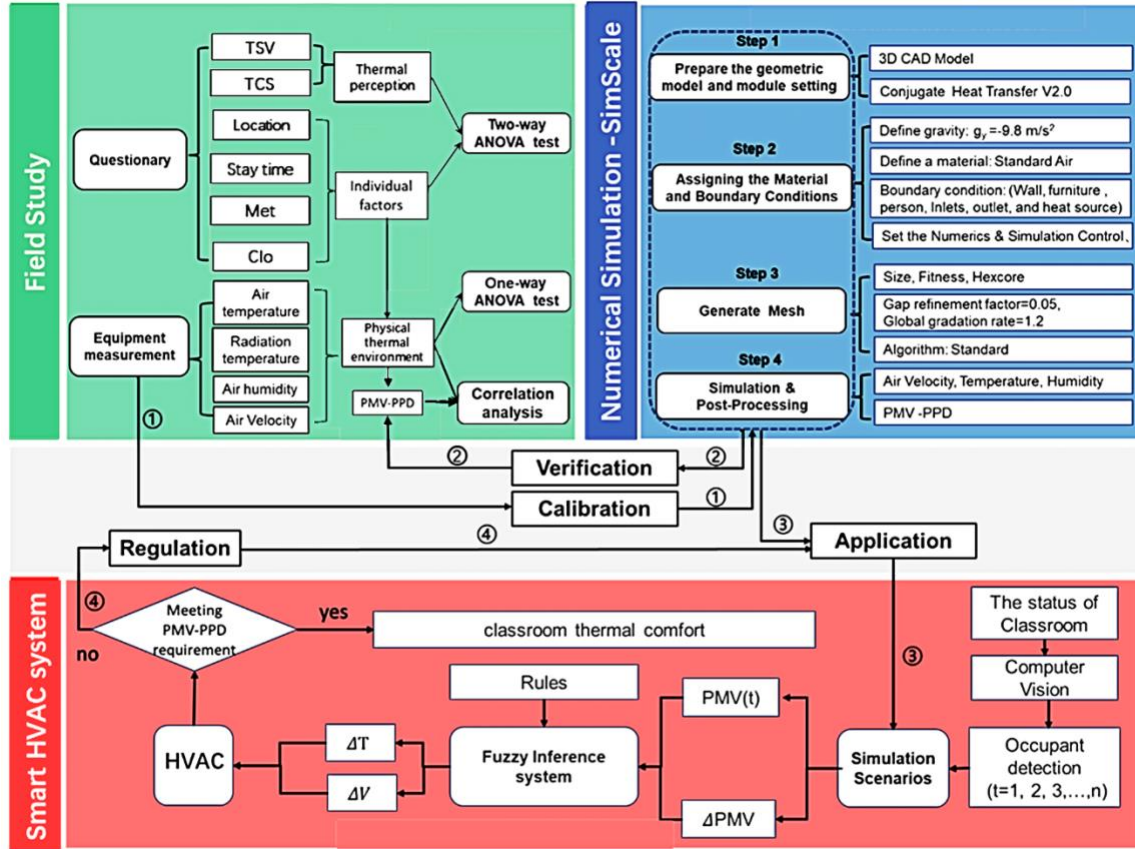 Field Study
Questionary
TSV
TCS
Location
Stay time
Met
Clo
Thermal
perception
Individual
factors
Two-way
ANOVA test
Equipment
measurement
Air
temperature
Radiation
temperature
Air humidity
Air Velocity
Physical thermal
environment
PMV-PPD
One-way
ANOVA test
Correlation
analysis
Numerical Simulation -SimScale
Step 1
Prepare the geometric
model and module setting
3D CAD Model
Conjugate Heat Transfer V2.0
Step 2
Assigning the Material
and Boundary Conditions
Define gravity: gᵧ =-9.8 m/s²
Define a material: Standard Air
Boundary condition: (Wall, furniture ,
person, Inlets, outlet, and heat source)
Set the Numerics & Simulation Control、
Step 3
Generate Mesh
Size, Fitness, Hexcore
Gap refinement factor=0.05,
Global gradation rate=1.2
Algorithm: Standard
Step 4
Simulation &
Post-Processing
Air Velocity, Temperature, Humidity
PMV -PPD
①
②
Verification
②
Calibration
①
③
Regulation
④
Application
Smart HVAC system
④
no
Meeting
PMV-PPD
requirement
yes
classroom thermal comfort
③
The status of
Classroom
Computer
Vision
Occupant
detection
(t=1, 2, 3,…,n)
Simulation
Scenarios
PMV(t)
ΔPMV
Rules
Fuzzy Inference
system
ΔT
ΔV
HVAC